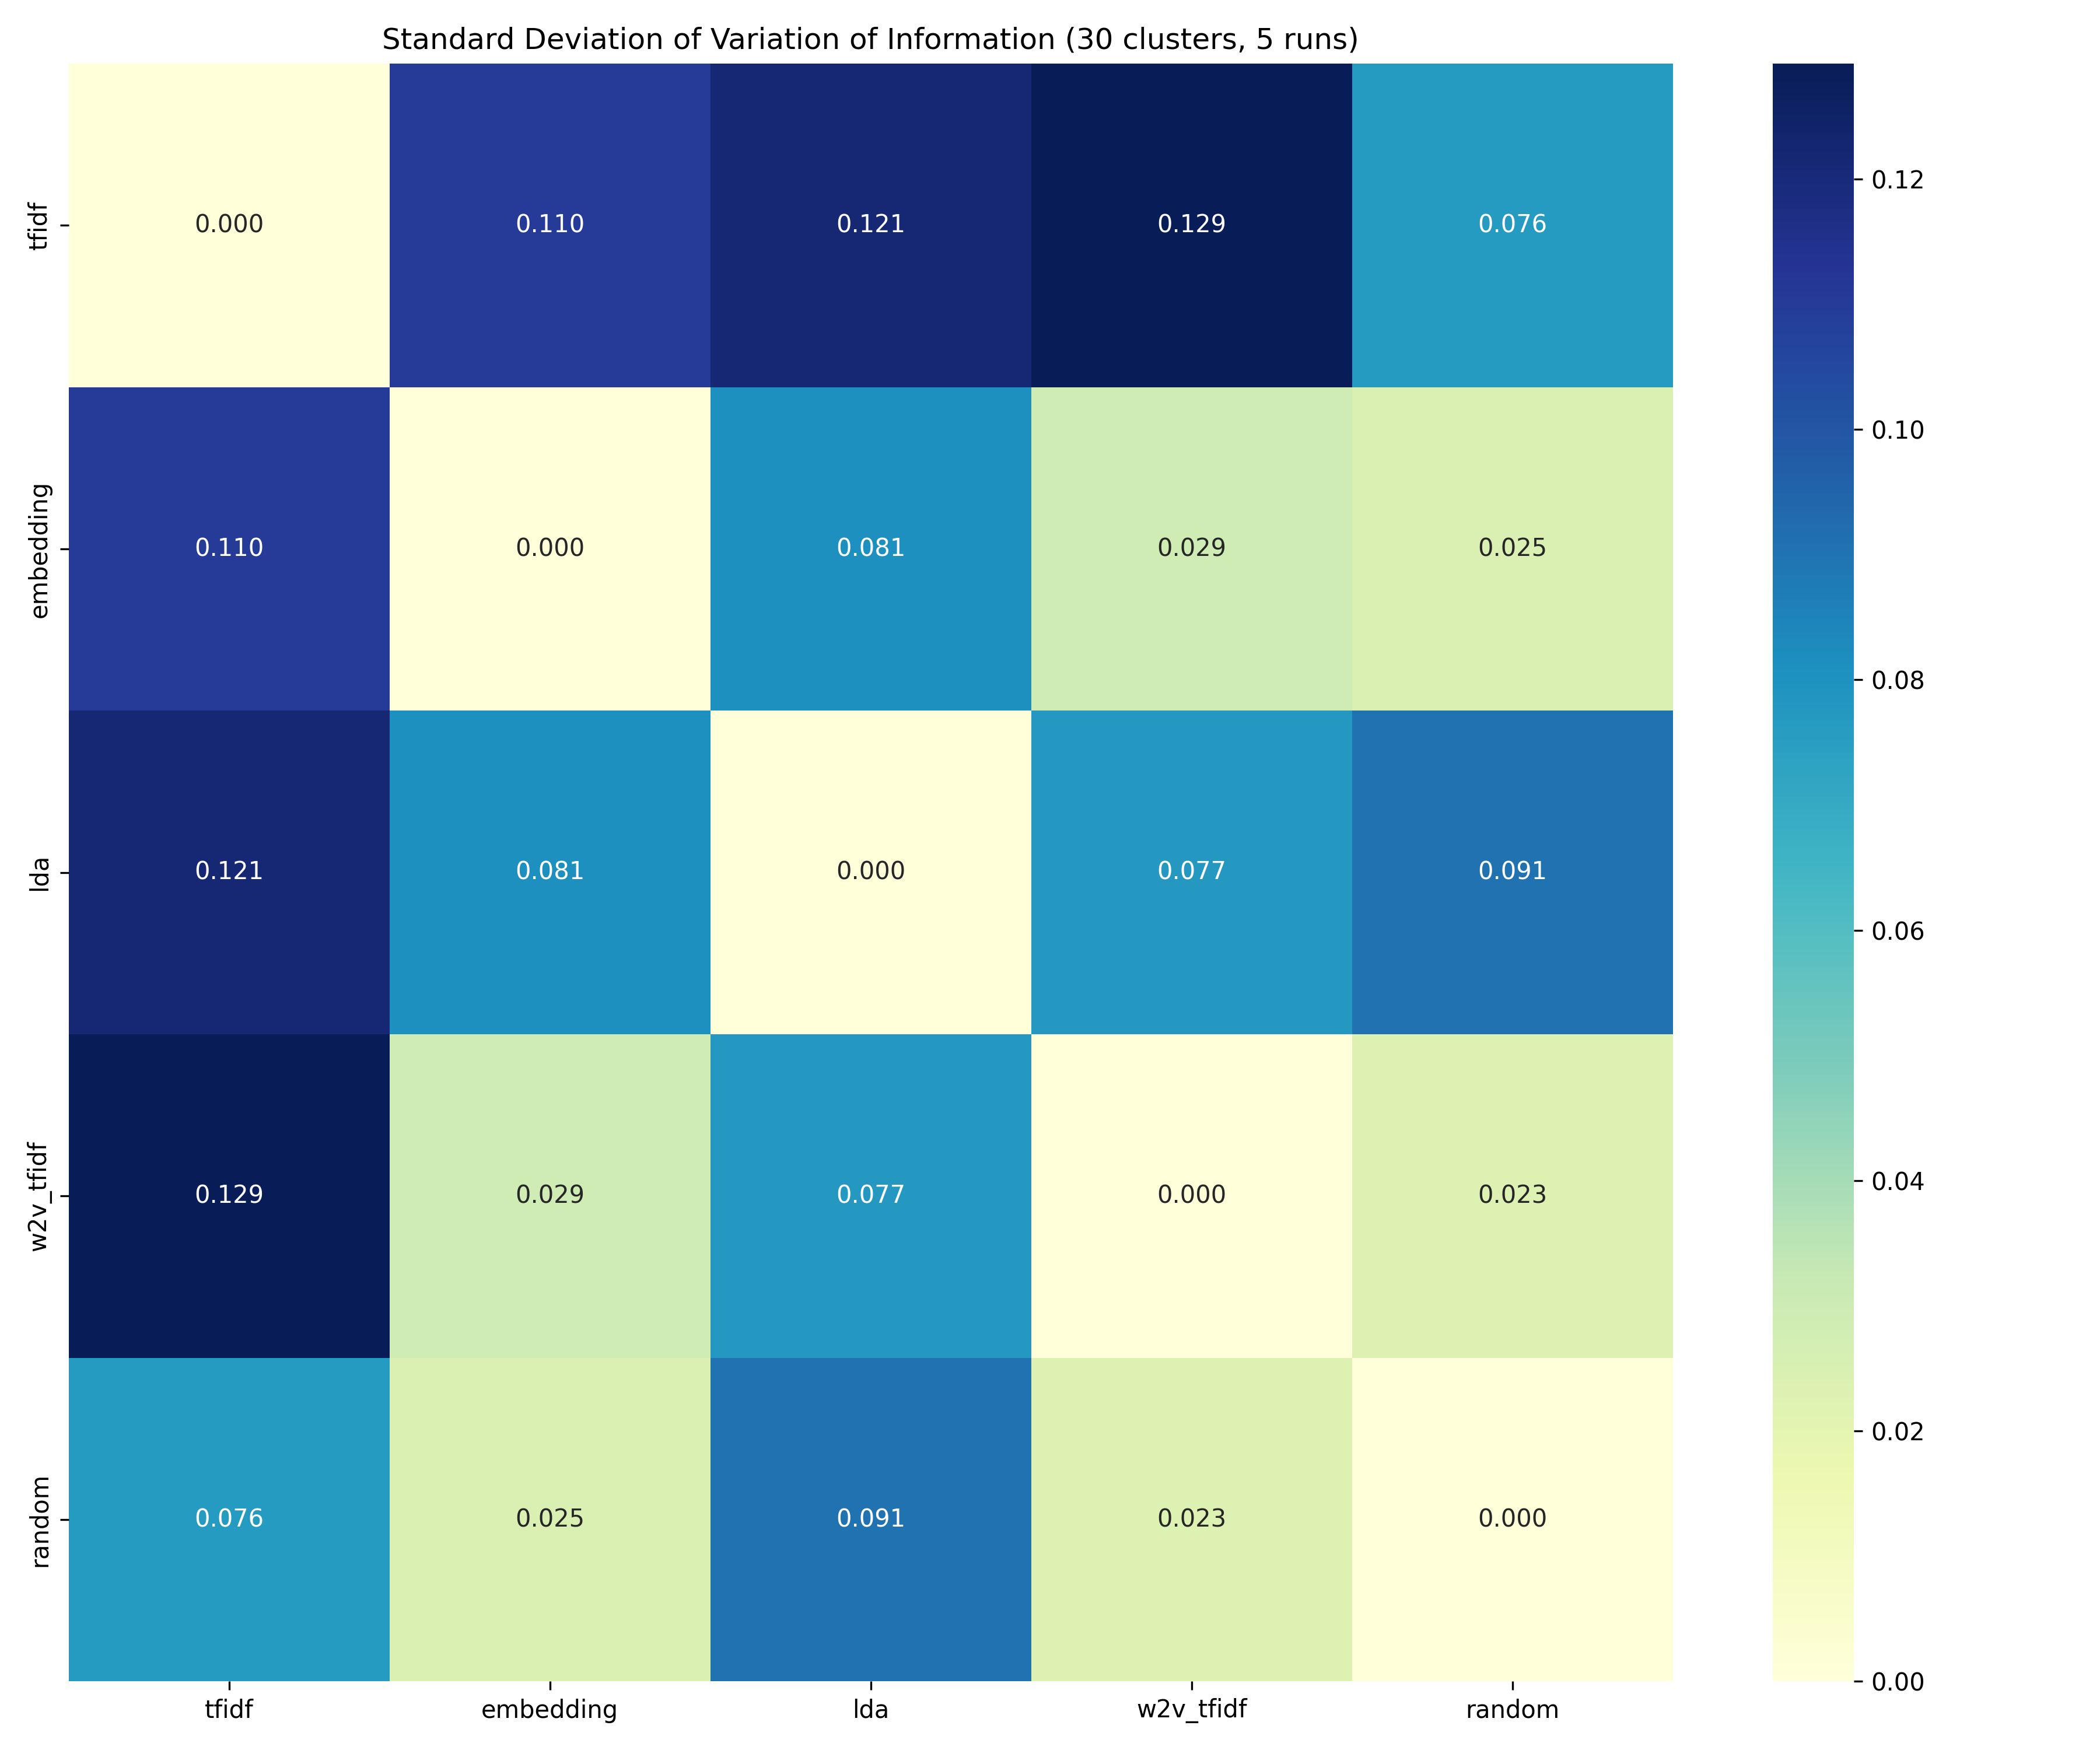 Standard Deviation of Variation of Information (30 clusters, 5 runs)
tfidf 0.000 0.110 0.121 0.129 0.076
embedding 0.110 0.000 0.081 0.029 0.025
lda 0.121 0.081 0.000 0.077 0.091
w2v_tfidf 0.129 0.029 0.077 0.000 0.023
random 0.076 0.025 0.091 0.023 0.000
tfidf embedding lda w2v_tfidf random
0.12
0.10
0.08
0.06
0.04
0.02
0.00